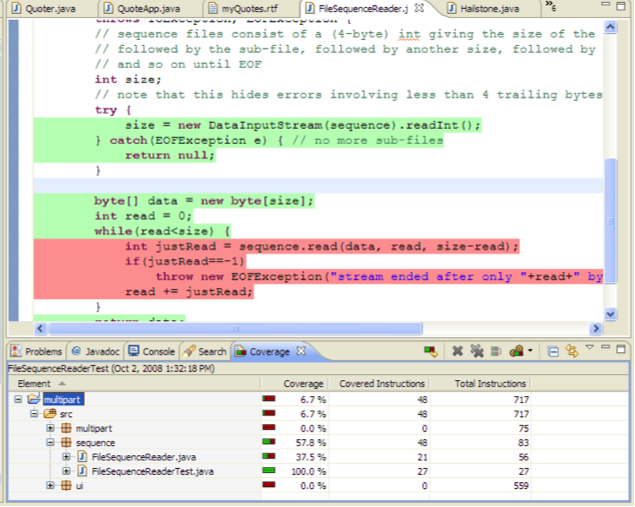 Quoter.java QuoteApp.java myQuotes.rtf FileSequenceReader.j Hailstone.java »6
throws IOException, EOFException {
// sequence files consist of a (4-byte) int giving the size of the
// followed by the sub-file, followed by another size, followed by
// and so on until EOF
int size;
// note that this hides errors involving less than 4 trailing bytes
try {
size = new DataInputStream(sequence).readInt();
} catch(EOFException e) { // no more sub-files
return null;
}
byte[] data = new byte[size];
int read = 0;
while(read<size) {
int justRead = sequence.read(data, read, size-read);
if(justRead==-1)
throw new EOFException("stream ended after only "+read+" by
read += justRead;
}
return data;
Problems @ Javadoc Console Search Coverage
FileSequenceReaderTest (Oct 2, 2008 1:32:18 PM)
Element Coverage Covered Instructions Total Instructions
multipart 6.7 % 48 717
src 6.7 % 48 717
multipart 0.0 % 0 75
sequence 57.8 % 48 83
FileSequenceReader.java 37.5 % 21 56
FileSequenceReaderTest.java 100.0 % 27 27
ui 0.0 % 0 559